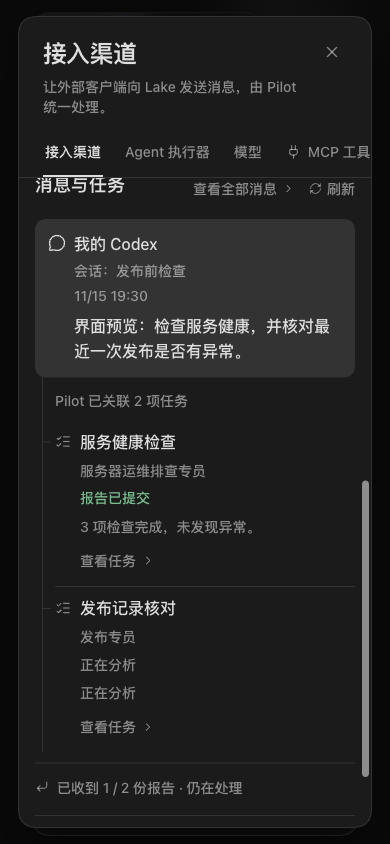 接入渠道
让外部客户端向 Lake 发送消息，由 Pilot
统一处理。
接入渠道 Agent 执行器 模型 MCP 工具
消息与任务 查看全部消息 刷新
我的 Codex
会话：发布前检查
11/15 19:30
界面预览：检查服务健康，并核对最
近一次发布是否有异常。
Pilot 已关联 2 项任务
服务健康检查
服务器运维排查专员
报告已提交
3 项检查完成，未发现异常。
查看任务
发布记录核对
发布专员
正在分析
正在分析
查看任务
已收到 1 / 2 份报告 · 仍在处理